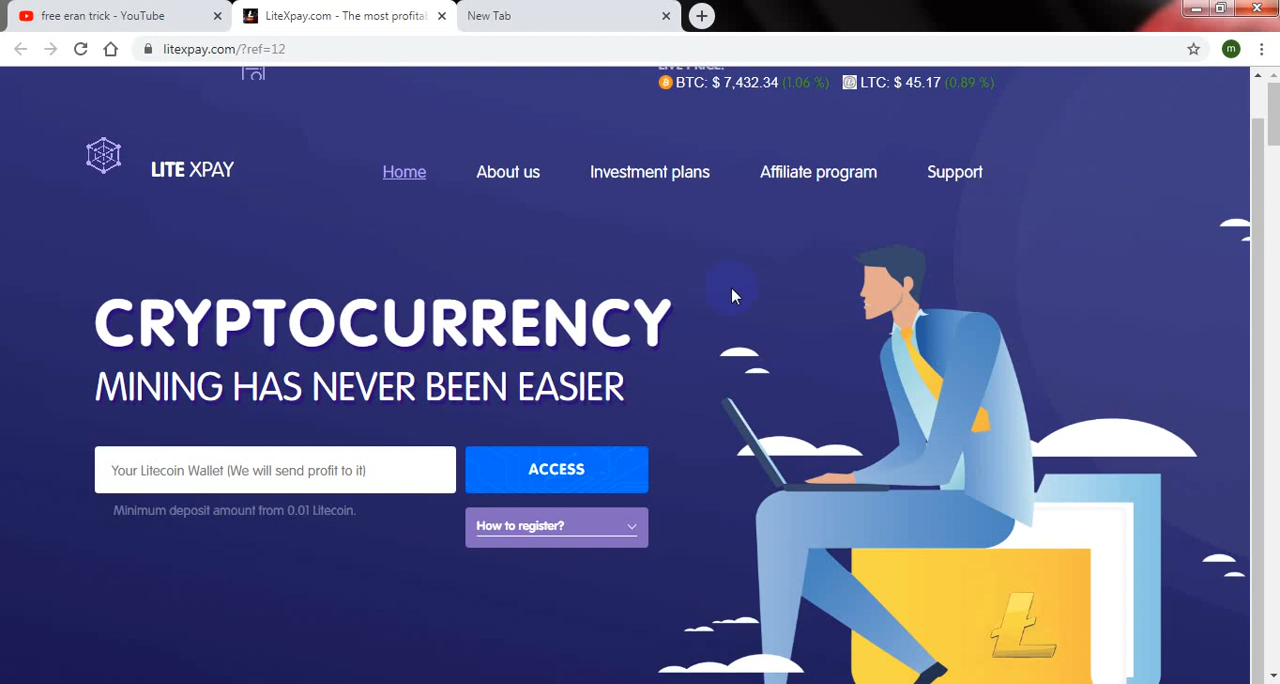 free eran trick - YouTube
LiteXpay.com - The most profitab
New Tab
litexpay.com/?ref=12
m
BTC: $ 7,432.34 (1.06 %) LTC: $ 45.17 (0.89 %)
LITE XPAY
Home
About us
Investment plans
Affiliate program
Support
CRYPTOCURRENCY
MINING HAS NEVER BEEN EASIER
Your Litecoin Wallet (We will send profit to it)
ACCESS
Minimum deposit amount from 0.01 Litecoin.
How to register?